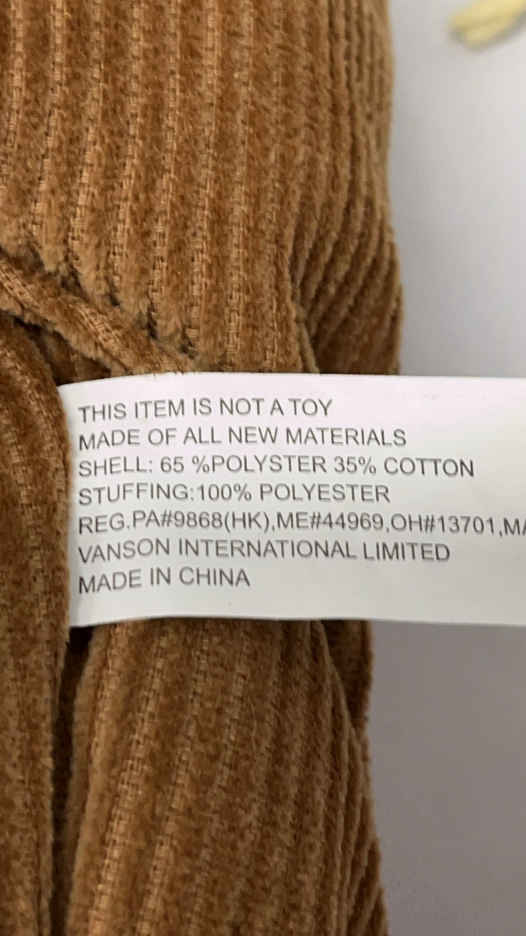 THIS ITEM IS NOT A TOY
MADE OF ALL NEW MATERIALS
SHELL: 65 %POLYSTER 35% COTTON
STUFFING:100% POLYESTER
REG.PA#9868(HK),ME#44969,OH#13701,MA
VANSON INTERNATIONAL LIMITED
MADE IN CHINA